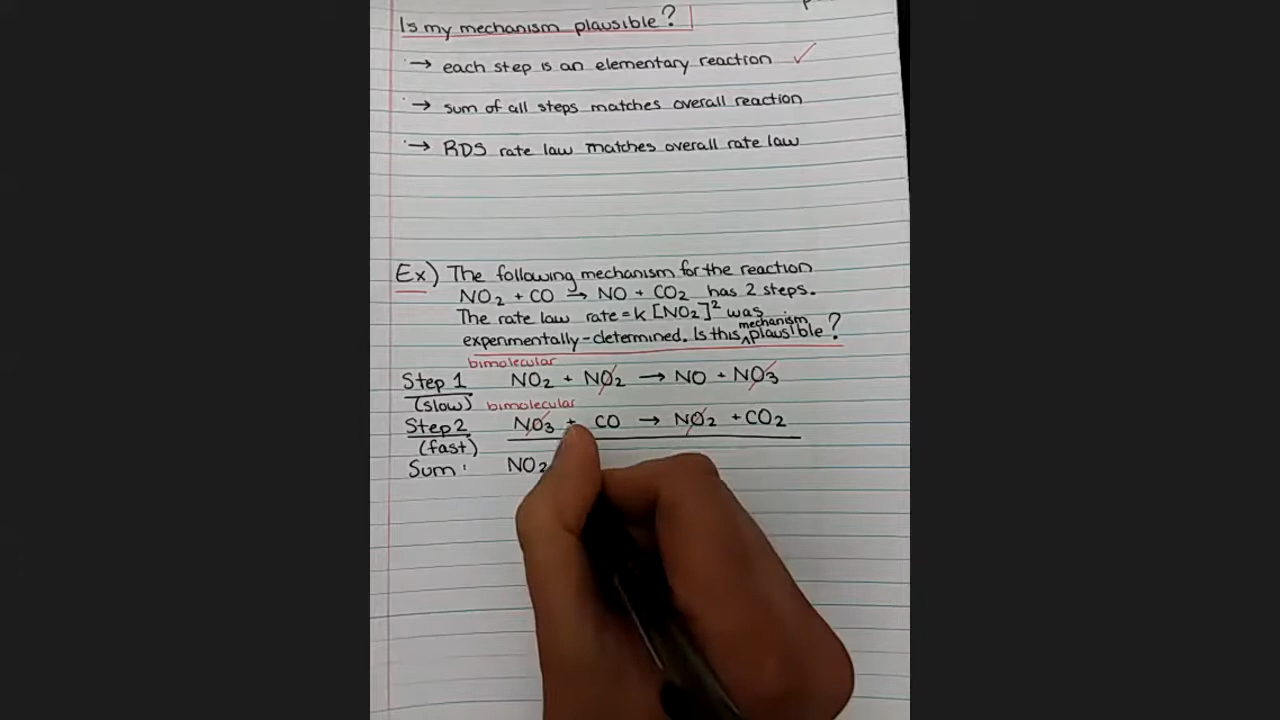 Is my mechanism plausible?
→ each step is an elementary reaction ✓
→ sum of all steps matches overall reaction
→ RDS rate law matches overall rate law
Ex) The following mechanism for the reaction
NO₂ + CO → NO + CO₂ has 2 steps.
The rate law rate = k [NO₂]² was
mechanism
experimentally-determined. Is this ^ plausible?
bimolecular
Step 1 NO₂ + NO₂ → NO + NO₃
(slow) bimolecular
Step 2 NO₃ + CO → NO₂ + CO₂
(fast)
Sum: NO₂